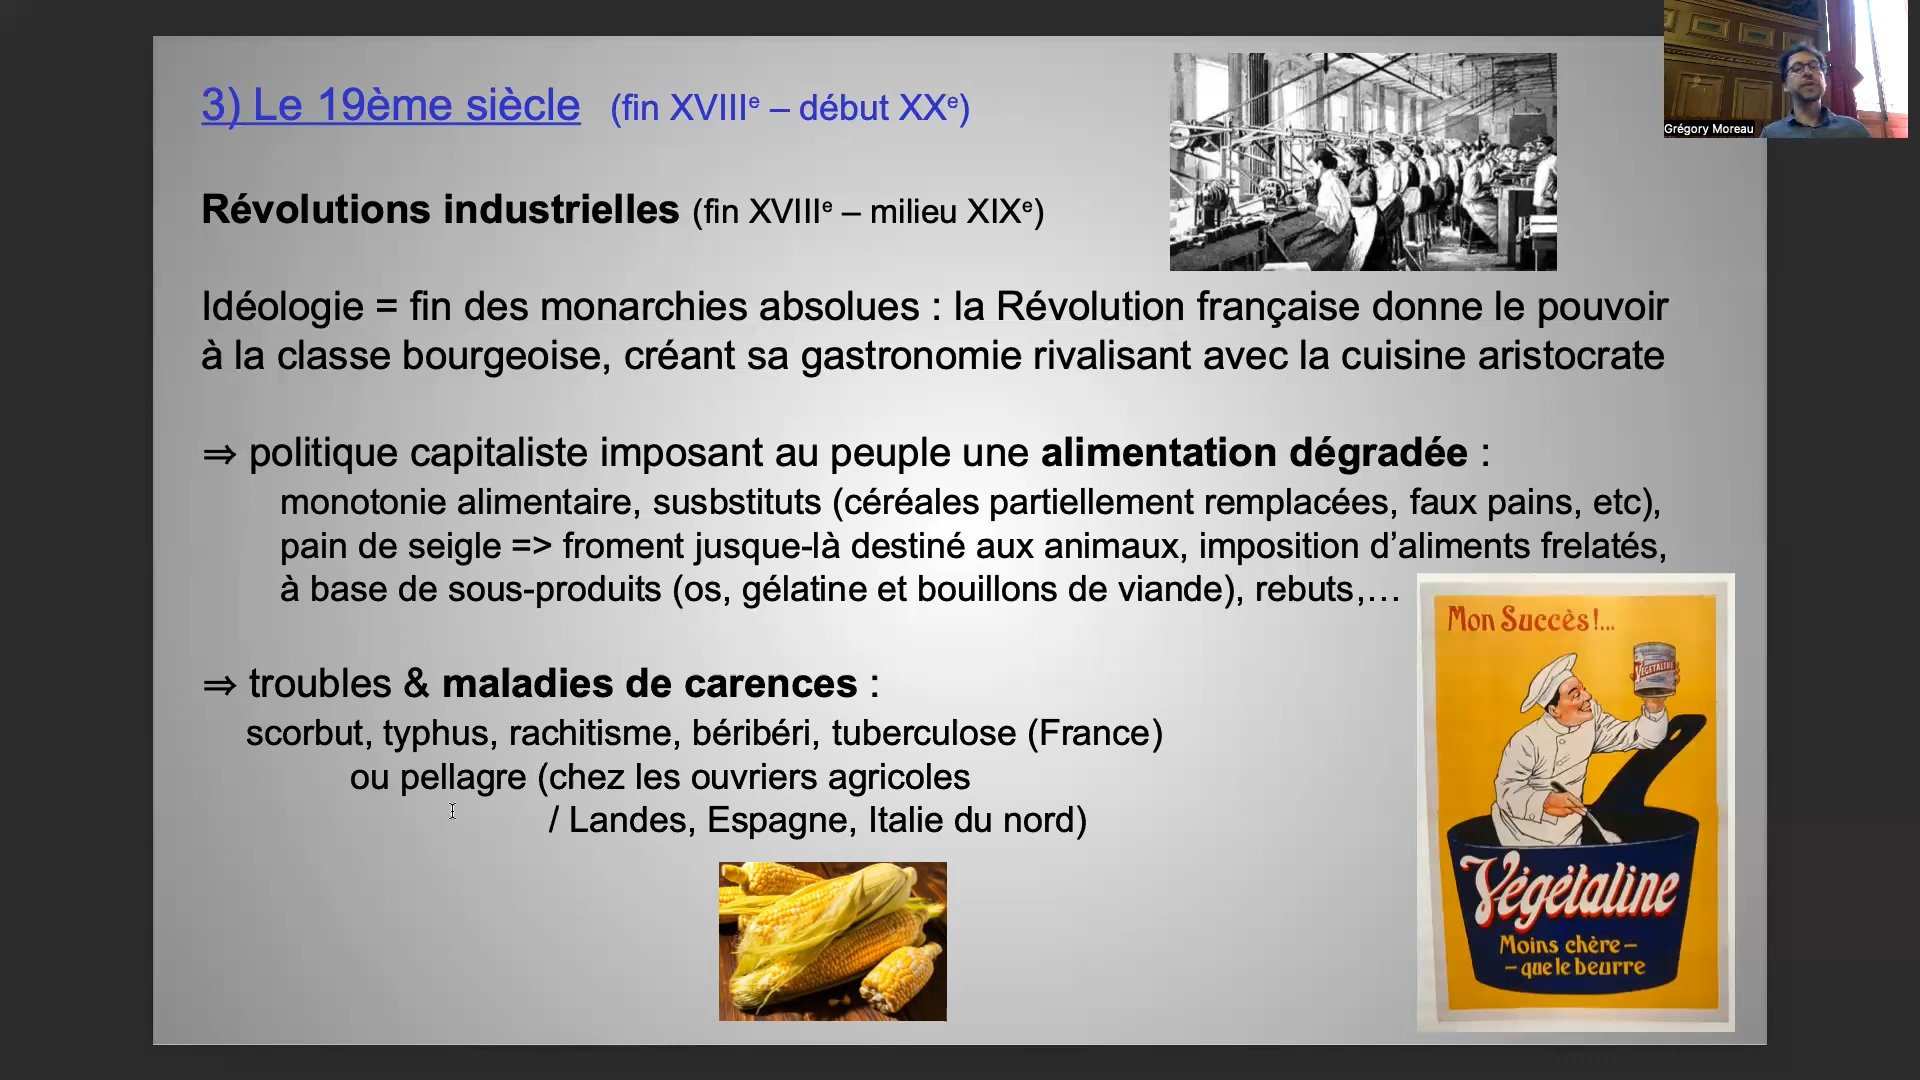 3) Le 19ème siècle (fin XVIIIᵉ – début XXᵉ)
Grégory Moreau
Révolutions industrielles (fin XVIIIᵉ – milieu XIXᵉ)
Idéologie = fin des monarchies absolues : la Révolution française donne le pouvoir
à la classe bourgeoise, créant sa gastronomie rivalisant avec la cuisine aristocrate
⇒ politique capitaliste imposant au peuple une alimentation dégradée :
monotonie alimentaire, susbstituts (céréales partiellement remplacées, faux pains, etc),
pain de seigle => froment jusque-là destiné aux animaux, imposition d’aliments frelatés,
à base de sous-produits (os, gélatine et bouillons de viande), rebuts,…
⇒ troubles & maladies de carences :
scorbut, typhus, rachitisme, béribéri, tuberculose (France)
ou pellagre (chez les ouvriers agricoles
/ Landes, Espagne, Italie du nord)
Mon Succès !...
VÉGÉTALINE
Végétaline
Moins chère –
– que le beurre